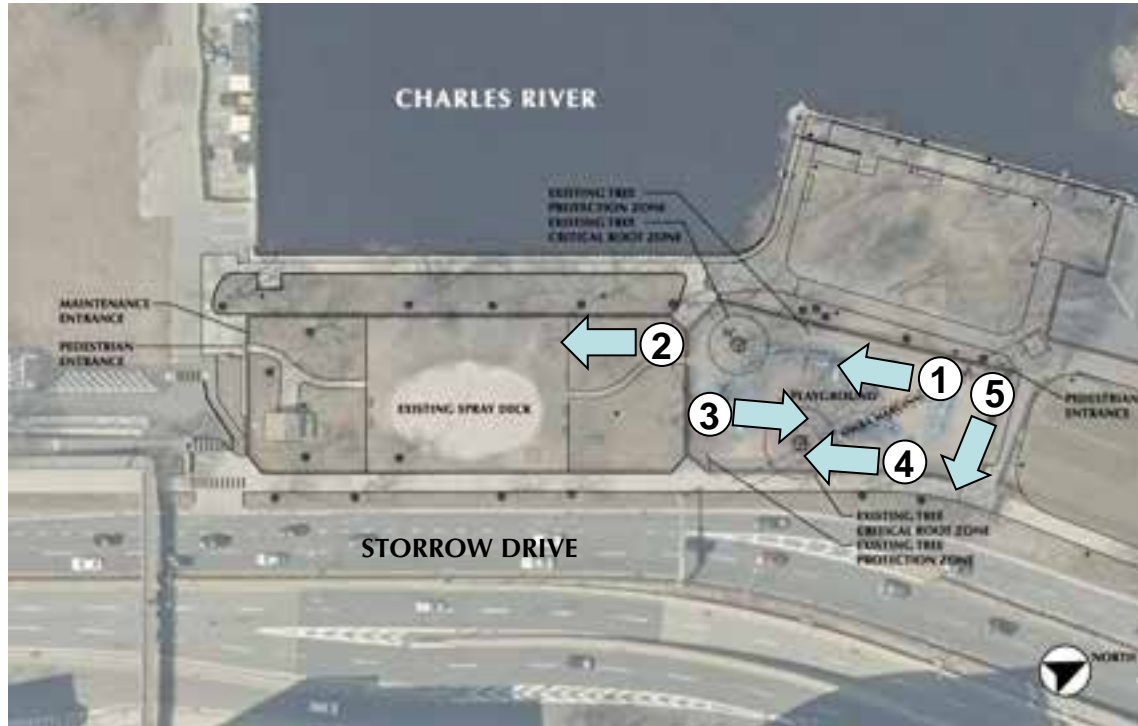 CHARLES RIVER
EXISTING TREE
PROTECTION ZONE
EXISTING TREE
CRITICAL ROOT ZONE
MAINTENANCE
ENTRANCE
PEDESTRIAN
ENTRANCE
2
1
5
PLAYGROUND
PEDESTRIAN
ENTRANCE
EXISTING SPRAY DECK
3
4
EXISTING TREE
CRITICAL ROOT ZONE
EXISTING TREE
PROTECTION ZONE
STORROW DRIVE
NORTH